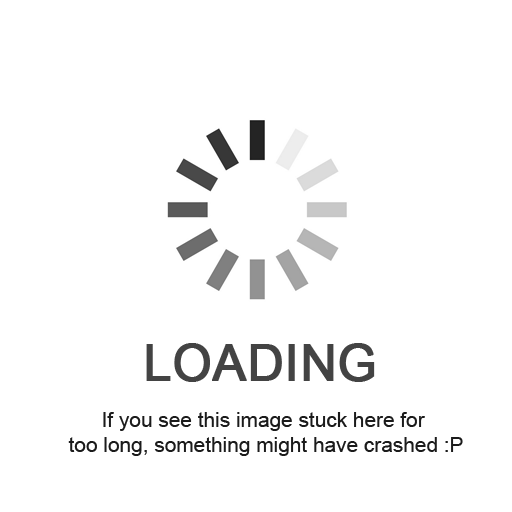 LOADING
If you see this image stuck here for
too long, something might have crashed :P